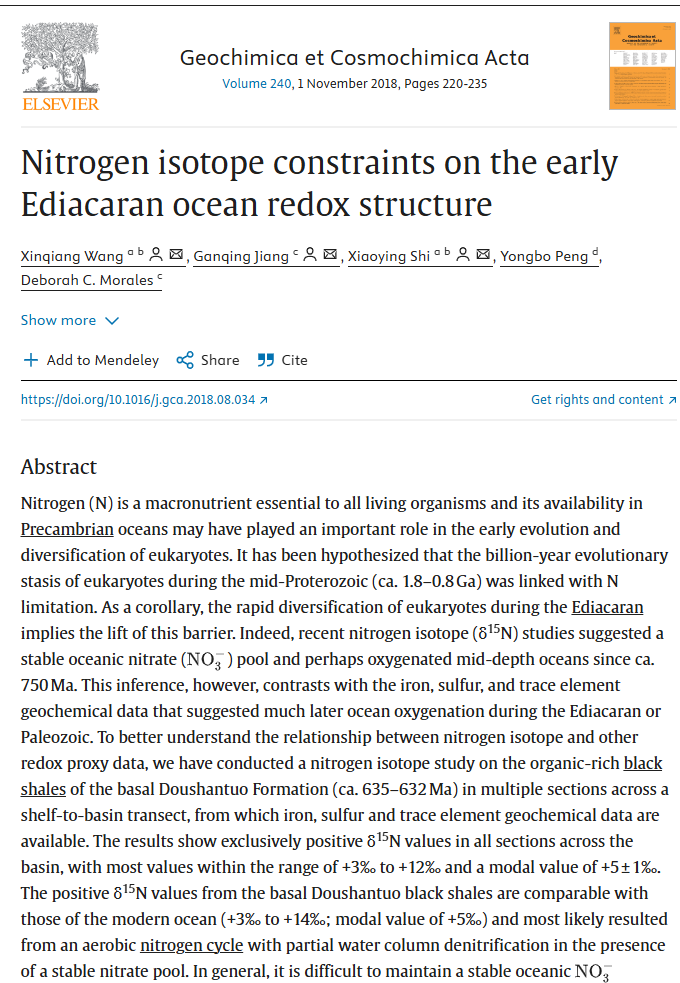 ELSEVIER
Geochimica et Cosmochimica Acta
Volume 240, 1 November 2018, Pages 220-235
Nitrogen isotope constraints on the early
Ediacaran ocean redox structure
Xinqiang Wang a b, Ganqing Jiang c, Xiaoying Shi a b, Yongbo Peng d,
Deborah C. Morales c
Show more
Add to Mendeley Share Cite
https://doi.org/10.1016/j.gca.2018.08.034 ↗ Get rights and content ↗
Abstract
Nitrogen (N) is a macronutrient essential to all living organisms and its availability in
Precambrian oceans may have played an important role in the early evolution and
diversification of eukaryotes. It has been hypothesized that the billion-year evolutionary
stasis of eukaryotes during the mid-Proterozoic (ca. 1.8–0.8 Ga) was linked with N
limitation. As a corollary, the rapid diversification of eukaryotes during the Ediacaran
implies the lift of this barrier. Indeed, recent nitrogen isotope (δ¹⁵N) studies suggested a
stable oceanic nitrate (NO₃⁻) pool and perhaps oxygenated mid-depth oceans since ca.
750 Ma. This inference, however, contrasts with the iron, sulfur, and trace element
geochemical data that suggested much later ocean oxygenation during the Ediacaran or
Paleozoic. To better understand the relationship between nitrogen isotope and other
redox proxy data, we have conducted a nitrogen isotope study on the organic-rich black
shales of the basal Doushantuo Formation (ca. 635–632 Ma) in multiple sections across a
shelf-to-basin transect, from which iron, sulfur and trace element geochemical data are
available. The results show exclusively positive δ¹⁵N values in all sections across the
basin, with most values within the range of +3‰ to +12‰ and a modal value of +5 ± 1‰.
The positive δ¹⁵N values from the basal Doushantuo black shales are comparable with
those of the modern ocean (+3‰ to +14‰; modal value of +5‰) and most likely resulted
from an aerobic nitrogen cycle with partial water column denitrification in the presence
of a stable nitrate pool. In general, it is difficult to maintain a stable oceanic NO₃⁻